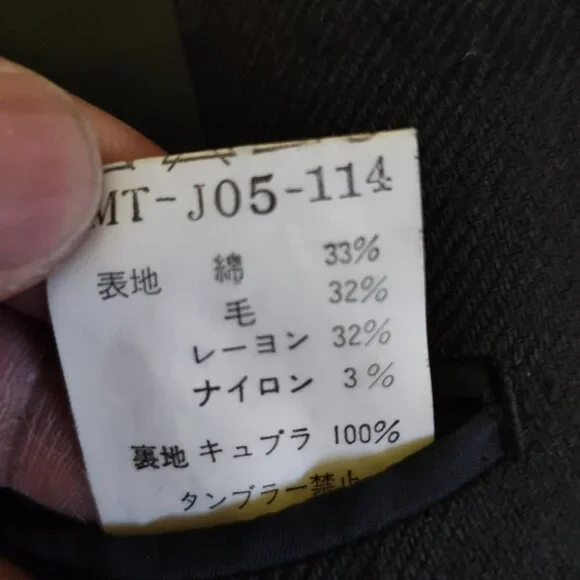 MT-J05-114
表地 綿 33%
毛 32%
レーヨン 32%
ナイロン 3%
裏地 キュプラ 100%
タンブラー禁止